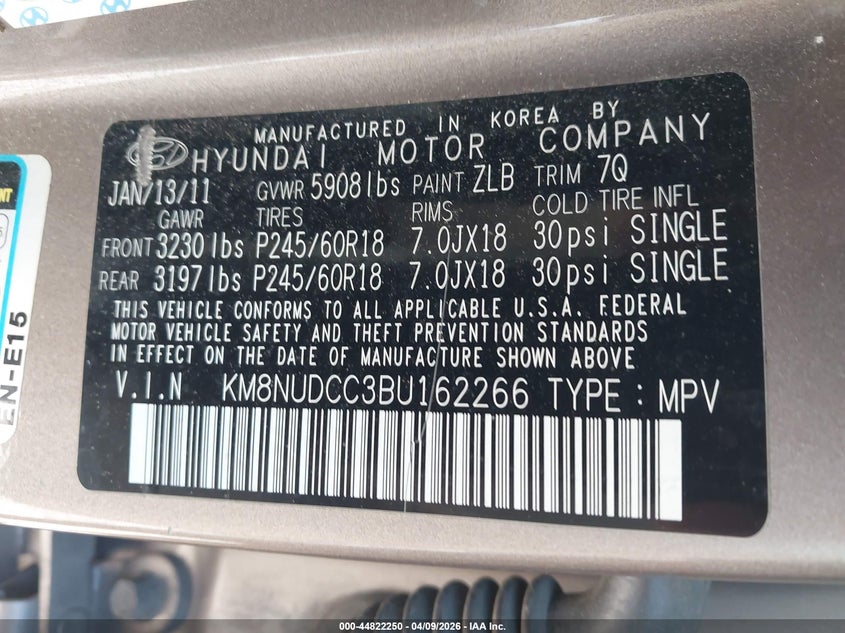 MANUFACTURED IN KOREA BY
HYUNDAI MOTOR COMPANY
JAN/13/11 GVWR 5908lbs PAINT ZLB TRIM 7Q
GAWR TIRES RIMS COLD TIRE INFL
FRONT 3230lbs P245/60R18 7.0JX18 30psi SINGLE
REAR 3197lbs P245/60R18 7.0JX18 30psi SINGLE
THIS VEHICLE CONFORMS TO ALL APPLICABLE U.S.A. FEDERAL
MOTOR VEHICLE SAFETY AND THEFT PREVENTION STANDARDS
IN EFFECT ON THE DATE OF MANUFACTURE SHOWN ABOVE
V.I.N KM8NUDCC3BU162266 TYPE : MPV
EN-E15
000-44822250 - 04/09/2026 - IAA, Inc.